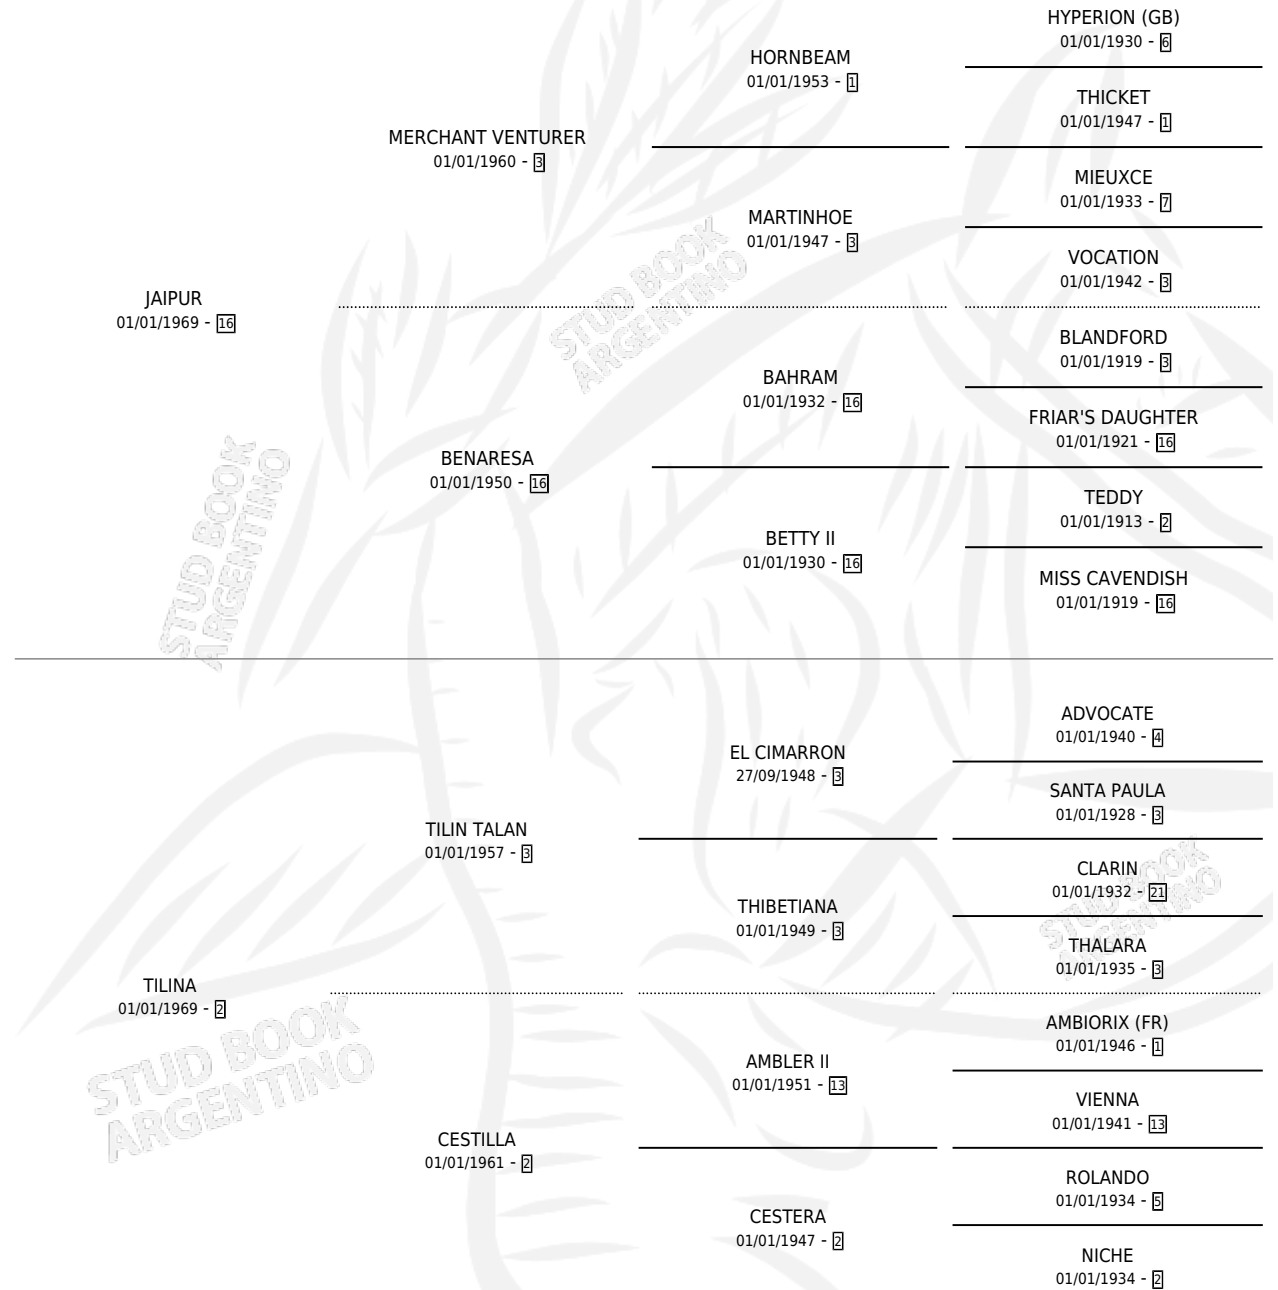 HYPERION (GB)
01/01/1930 - 6
HORNBEAM
01/01/1953 - 1
THICKET
01/01/1947 - 1
MERCHANT VENTURER
01/01/1960 - 3
MIEUXCE
01/01/1933 - 7
MARTINHOE
01/01/1947 - 3
VOCATION
01/01/1942 - 3
JAIPUR
01/01/1969 - 16
STUD BOOK
ARGENTINO
BLANDFORD
01/01/1919 - 3
BAHRAM
01/01/1932 - 16
FRIAR'S DAUGHTER
01/01/1921 - 16
BENARESA
01/01/1950 - 16
TEDDY
01/01/1913 - 2
BETTY II
01/01/1930 - 16
MISS CAVENDISH
01/01/1919 - 16
STUD BOOK
ARGENTINO
ADVOCATE
01/01/1940 - 4
EL CIMARRON
27/09/1948 - 3
SANTA PAULA
01/01/1928 - 3
TILIN TALAN
01/01/1957 - 3
CLARIN
01/01/1932 - 21
THIBETIANA
01/01/1949 - 3
STUD BOOK
ARGENTINO
THALARA
01/01/1935 - 3
TILINA
01/01/1969 - 2
AMBIORIX (FR)
01/01/1946 - 1
STUD BOOK
ARGENTINO
AMBLER II
01/01/1951 - 13
VIENNA
01/01/1941 - 13
CESTILLA
01/01/1961 - 2
ROLANDO
01/01/1934 - 5
CESTERA
01/01/1947 - 2
NICHE
01/01/1934 - 2